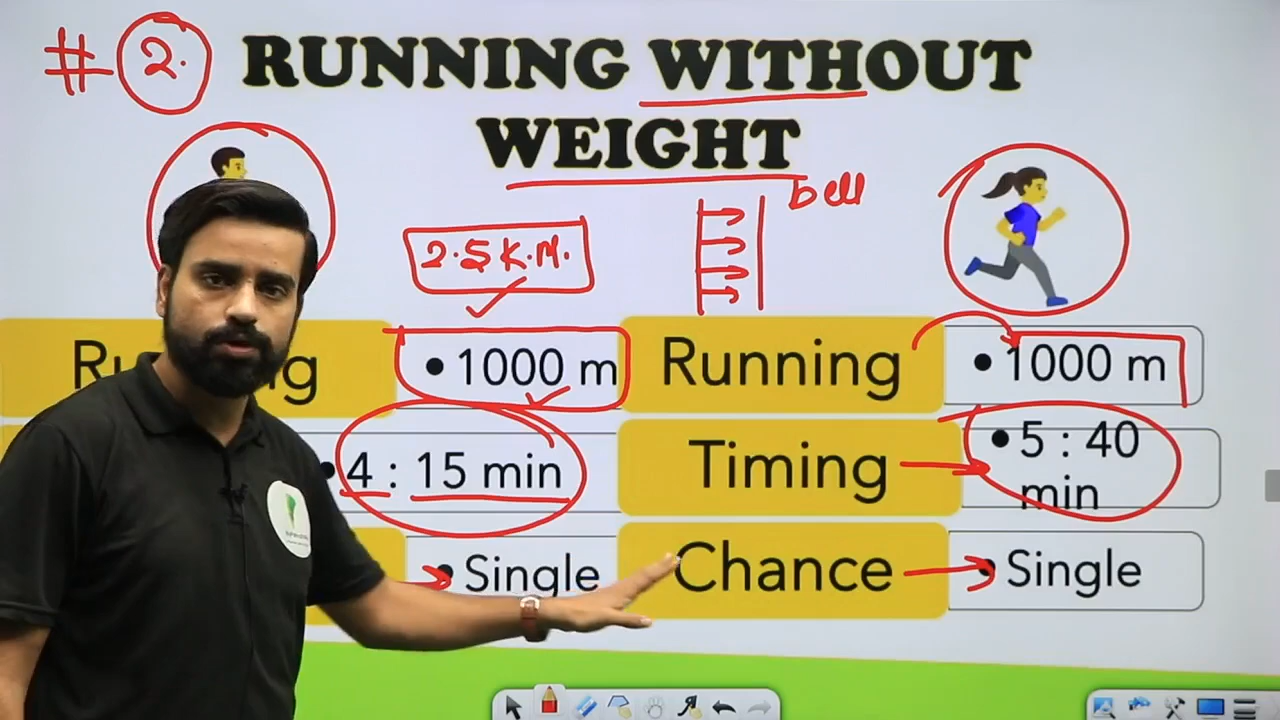 # 2. RUNNING WITHOUT
WEIGHT
bell
2.5 K.M.
• 1000 m
Running
• 1000 m
• 4 : 15 min
Timing
• 5 : 40
min
• Single
Chance
• Single